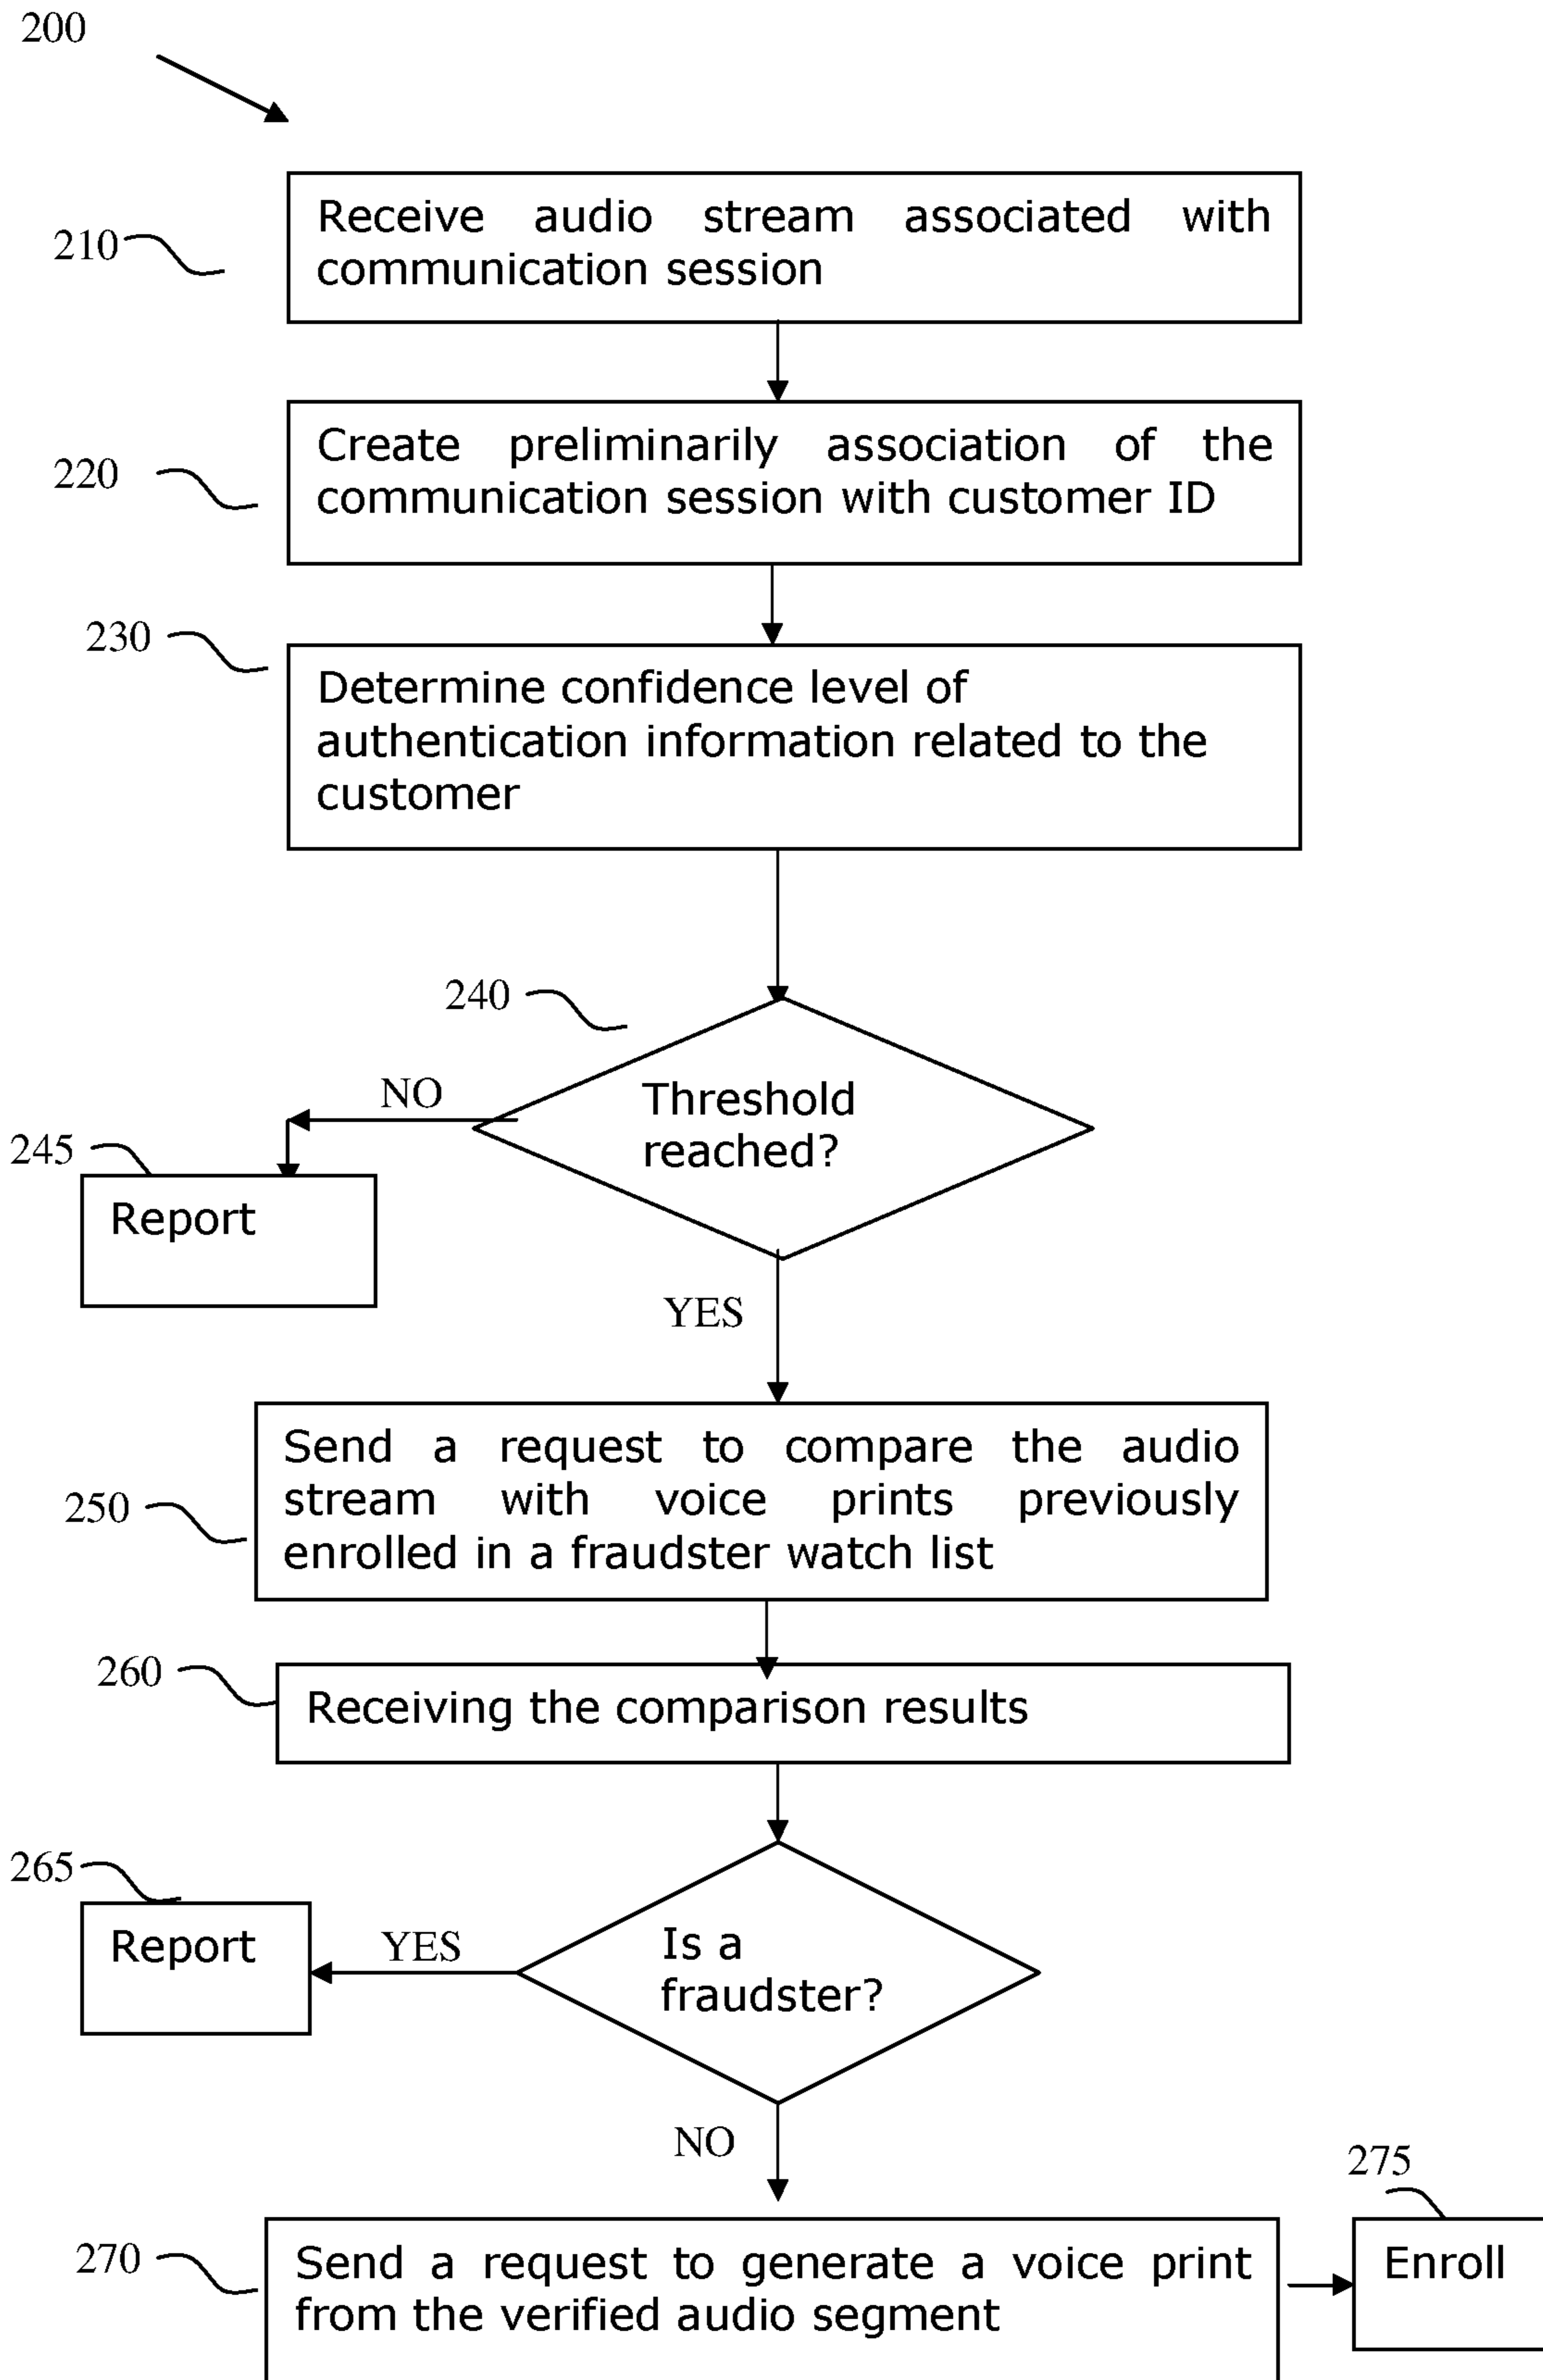 200
210
Receive audio stream associated with
communication session
220
Create preliminarily association of the
communication session with customer ID
230
Determine confidence level of
authentication information related to the
customer
240
Threshold
reached?
NO
245
Report
YES
250
Send a request to compare the audio
stream with voice prints previously
enrolled in a fraudster watch list
260
Receiving the comparison results
265
Report
YES
Is a
fraudster?
NO
270
Send a request to generate a voice print
from the verified audio segment
275
Enroll